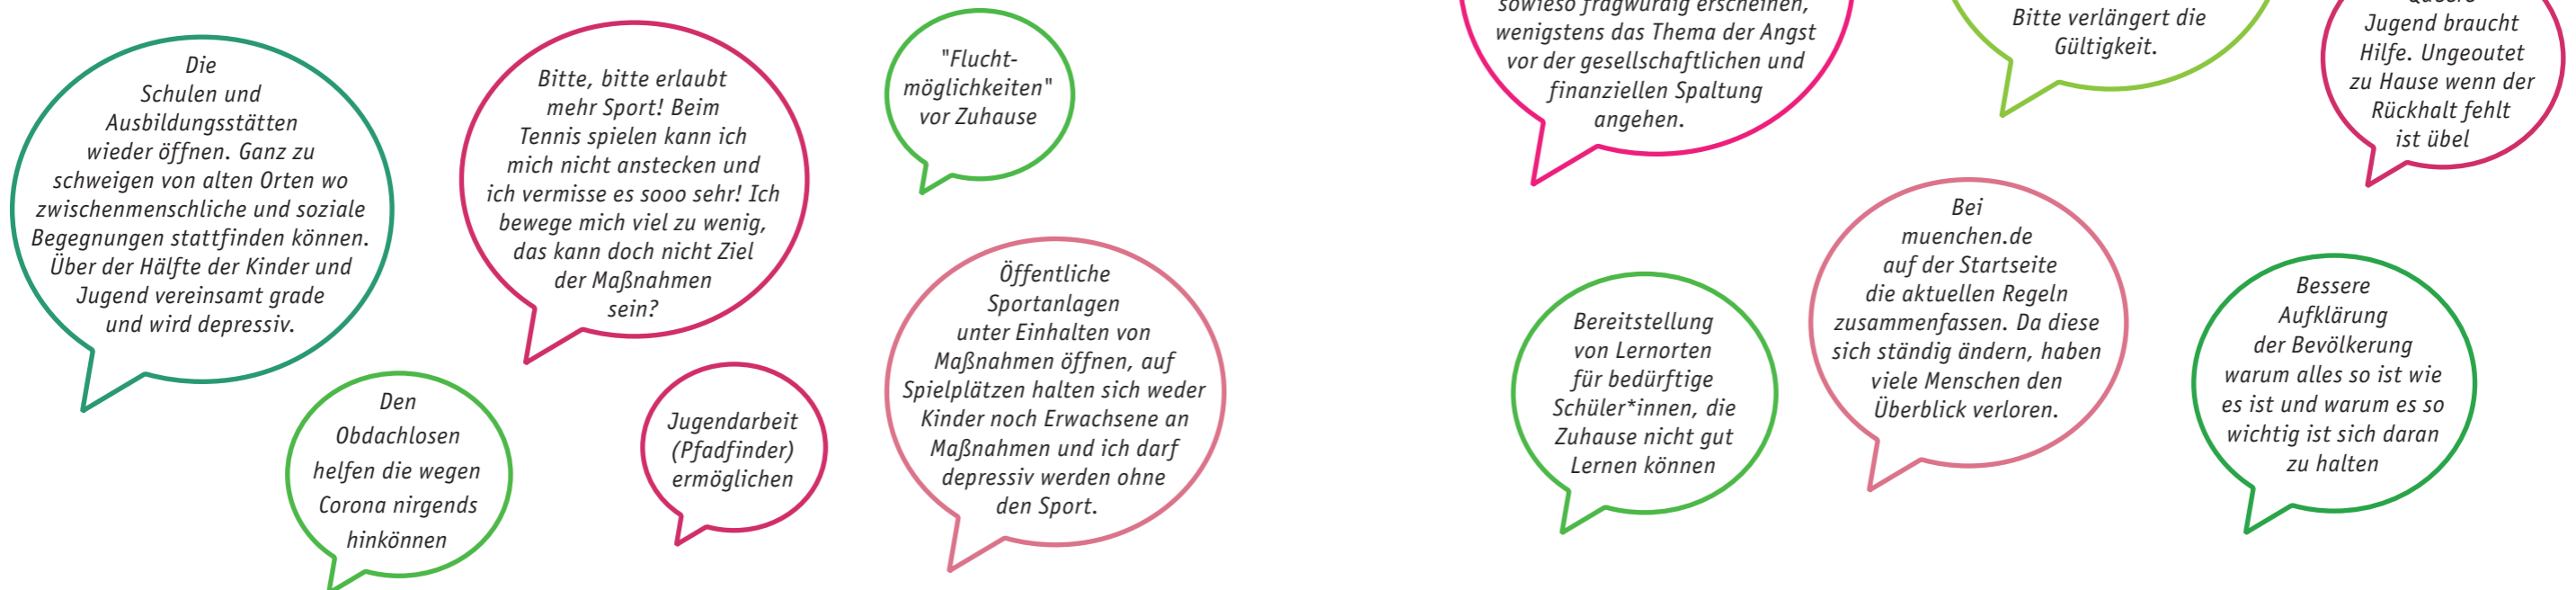 Die
Schulen und
Ausbildungsstätten
wieder öffnen. Ganz zu
schweigen von alten Orten wo
zwischenmenschliche und soziale
Begegnungen stattfinden können.
Über der Hälfte der Kinder und
Jugend vereinsamt grade
und wird depressiv.
Bitte, bitte erlaubt
mehr Sport! Beim
Tennis spielen kann ich
mich nicht anstecken und
ich vermisse es sooo sehr! Ich
bewege mich viel zu wenig,
das kann doch nicht Ziel
der Maßnahmen
sein?
"Flucht-
möglichkeiten"
vor Zuhause
Den
Obdachlosen
helfen die wegen
Corona nirgends
hinkönnen
Jugendarbeit
(Pfadfinder)
ermöglichen
Öffentliche
Sportanlagen
unter Einhalten von
Maßnahmen öffnen, auf
Spielplätzen halten sich weder
Kinder noch Erwachsene an
Maßnahmen und ich darf
depressiv werden ohne
den Sport.
sowieso fragwürdig erscheinen,
wenigstens das Thema der Angst
vor der gesellschaftlichen und
finanziellen Spaltung
angehen.
Bitte verlängert die
Gültigkeit.
Queere
Jugend braucht
Hilfe. Ungeoutet
zu Hause wenn der
Rückhalt fehlt
ist übel
Bereitstellung
von Lernorten
für bedürftige
Schüler*innen, die
Zuhause nicht gut
Lernen können
Bei
muenchen.de
auf der Startseite
die aktuellen Regeln
zusammenfassen. Da diese
sich ständig ändern, haben
viele Menschen den
Überblick verloren.
Bessere
Aufklärung
der Bevölkerung
warum alles so ist wie
es ist und warum es so
wichtig ist sich daran
zu halten